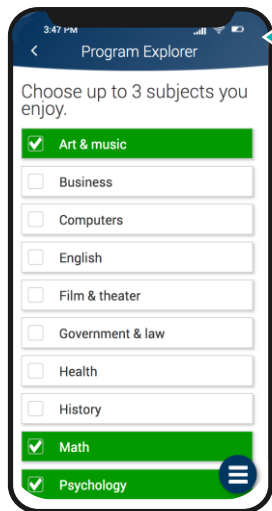 3:47 PM
Program Explorer
Choose up to 3 subjects you
enjoy.
Art & music
Business
Computers
English
Film & theater
Government & law
Health
History
Math
Psychology